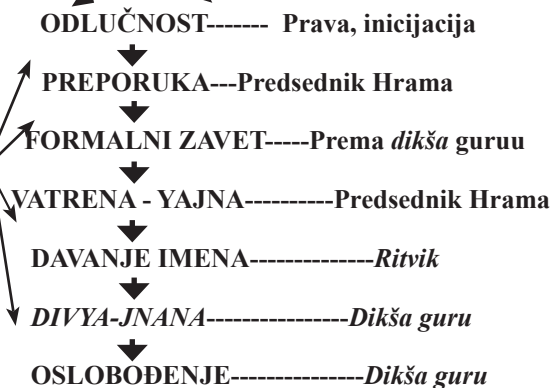 ODLUČNOST------- Prava, inicijacija
PREPORUKA---Predsednik Hrama
FORMALNI ZAVET-----Prema dikša guruu
VATRENA - YAJNA----------Predsednik Hrama
DAVANJE IMENA--------------Ritvik
DIVYA-JNANA----------------Dikša guru
OSLOBOĐENJE---------------Dikša guru